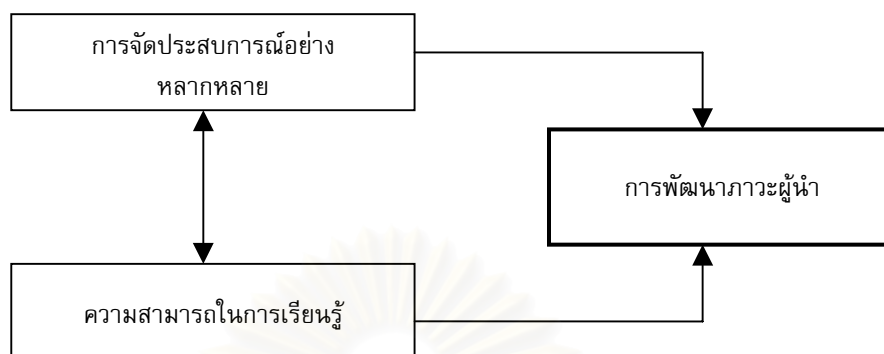 การจัดประสบการณ์อย่าง
หลากหลาย
การพัฒนาภาวะผู้นำ
ความสามารถในการเรียนรู้